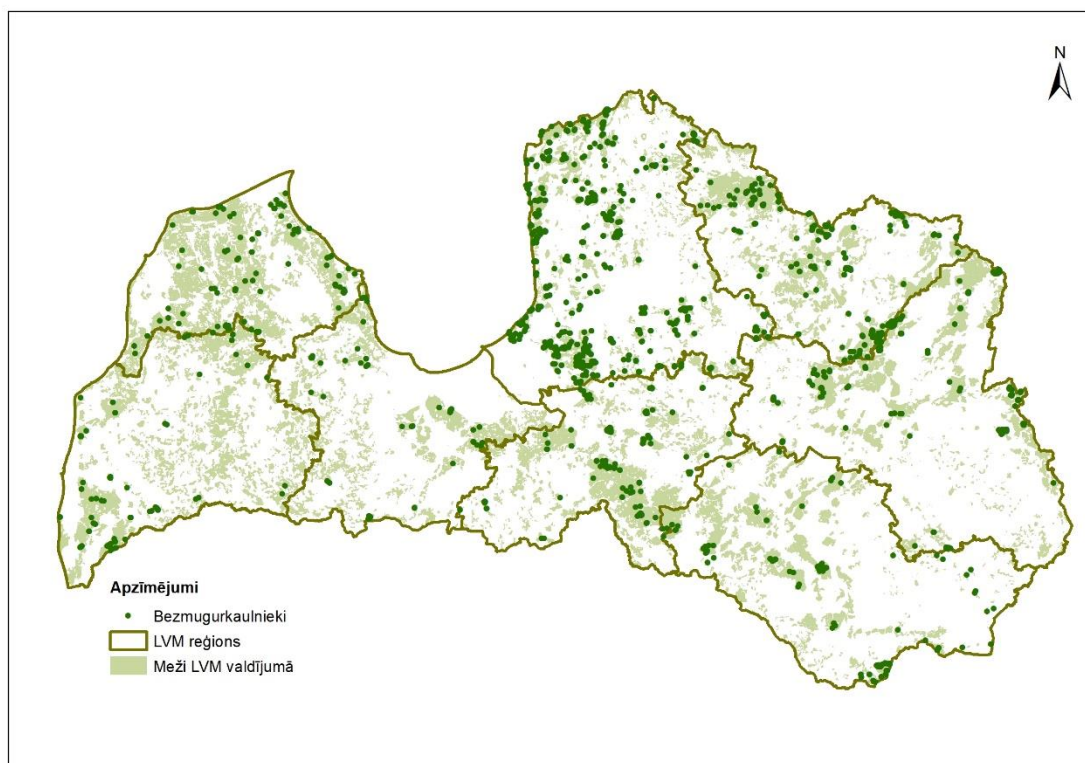 N
Apzīmējumi
Bezmugurkaulnieki
LVM reģions
Meži LVM valdījumā